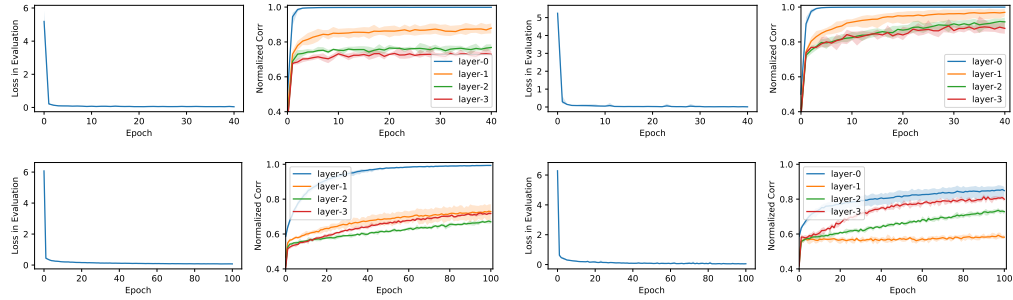 Loss in Evaluation
6
4
2
0
0 10 20 30 40
Epoch
Normalized Corr
1.0
0.8
0.6
0.4
0 10 20 30 40
Epoch
layer-0
layer-1
layer-2
layer-3
Loss in Evaluation
5
4
3
2
1
0
0 10 20 30 40
Epoch
Normalized Corr
1.0
0.8
0.6
0.4
0 10 20 30 40
Epoch
layer-0
layer-1
layer-2
layer-3
Loss in Evaluation
6
4
2
0
0 20 40 60 80 100
Epoch
Normalized Corr
1.0
0.8
0.6
0.4
0 20 40 60 80 100
Epoch
layer-0
layer-1
layer-2
layer-3
Loss in Evaluation
6
4
2
0
0 20 40 60 80 100
Epoch
Normalized Corr
1.0
0.8
0.6
0.4
0 20 40 60 80 100
Epoch
layer-0
layer-1
layer-2
layer-3